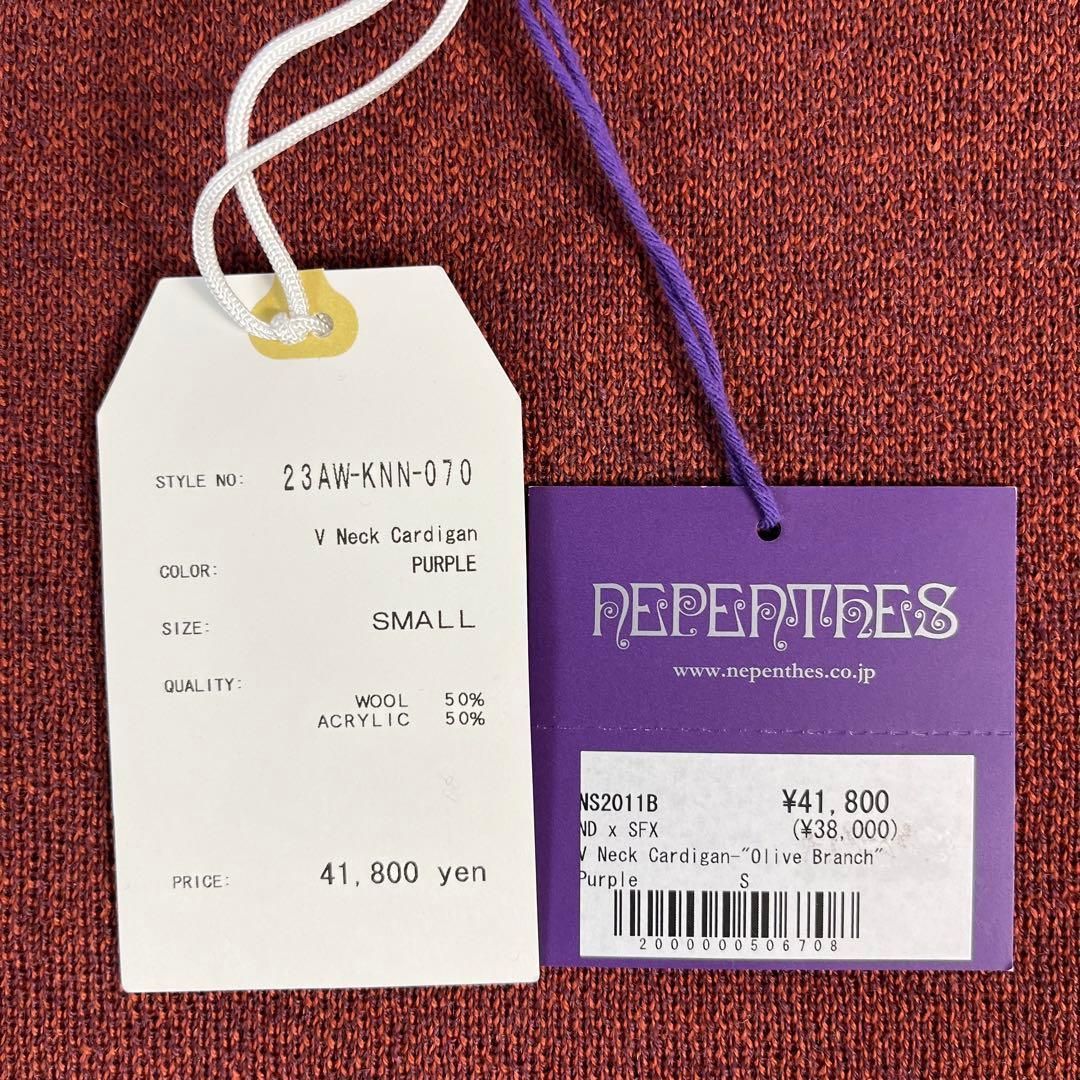 STYLE NO: 23AW-KNN-070
V Neck Cardigan
COLOR: PURPLE
SIZE: SMALL
QUALITY:
WOOL 50%
ACRYLIC 50%
PRICE: 41,800 yen
NEPENTHES
www.nepenthes.co.jp
NS2011B ¥41,800
ND x SFX (¥38,000)
V Neck Cardigan-"Olive Branch"
Purple S
2000000506708